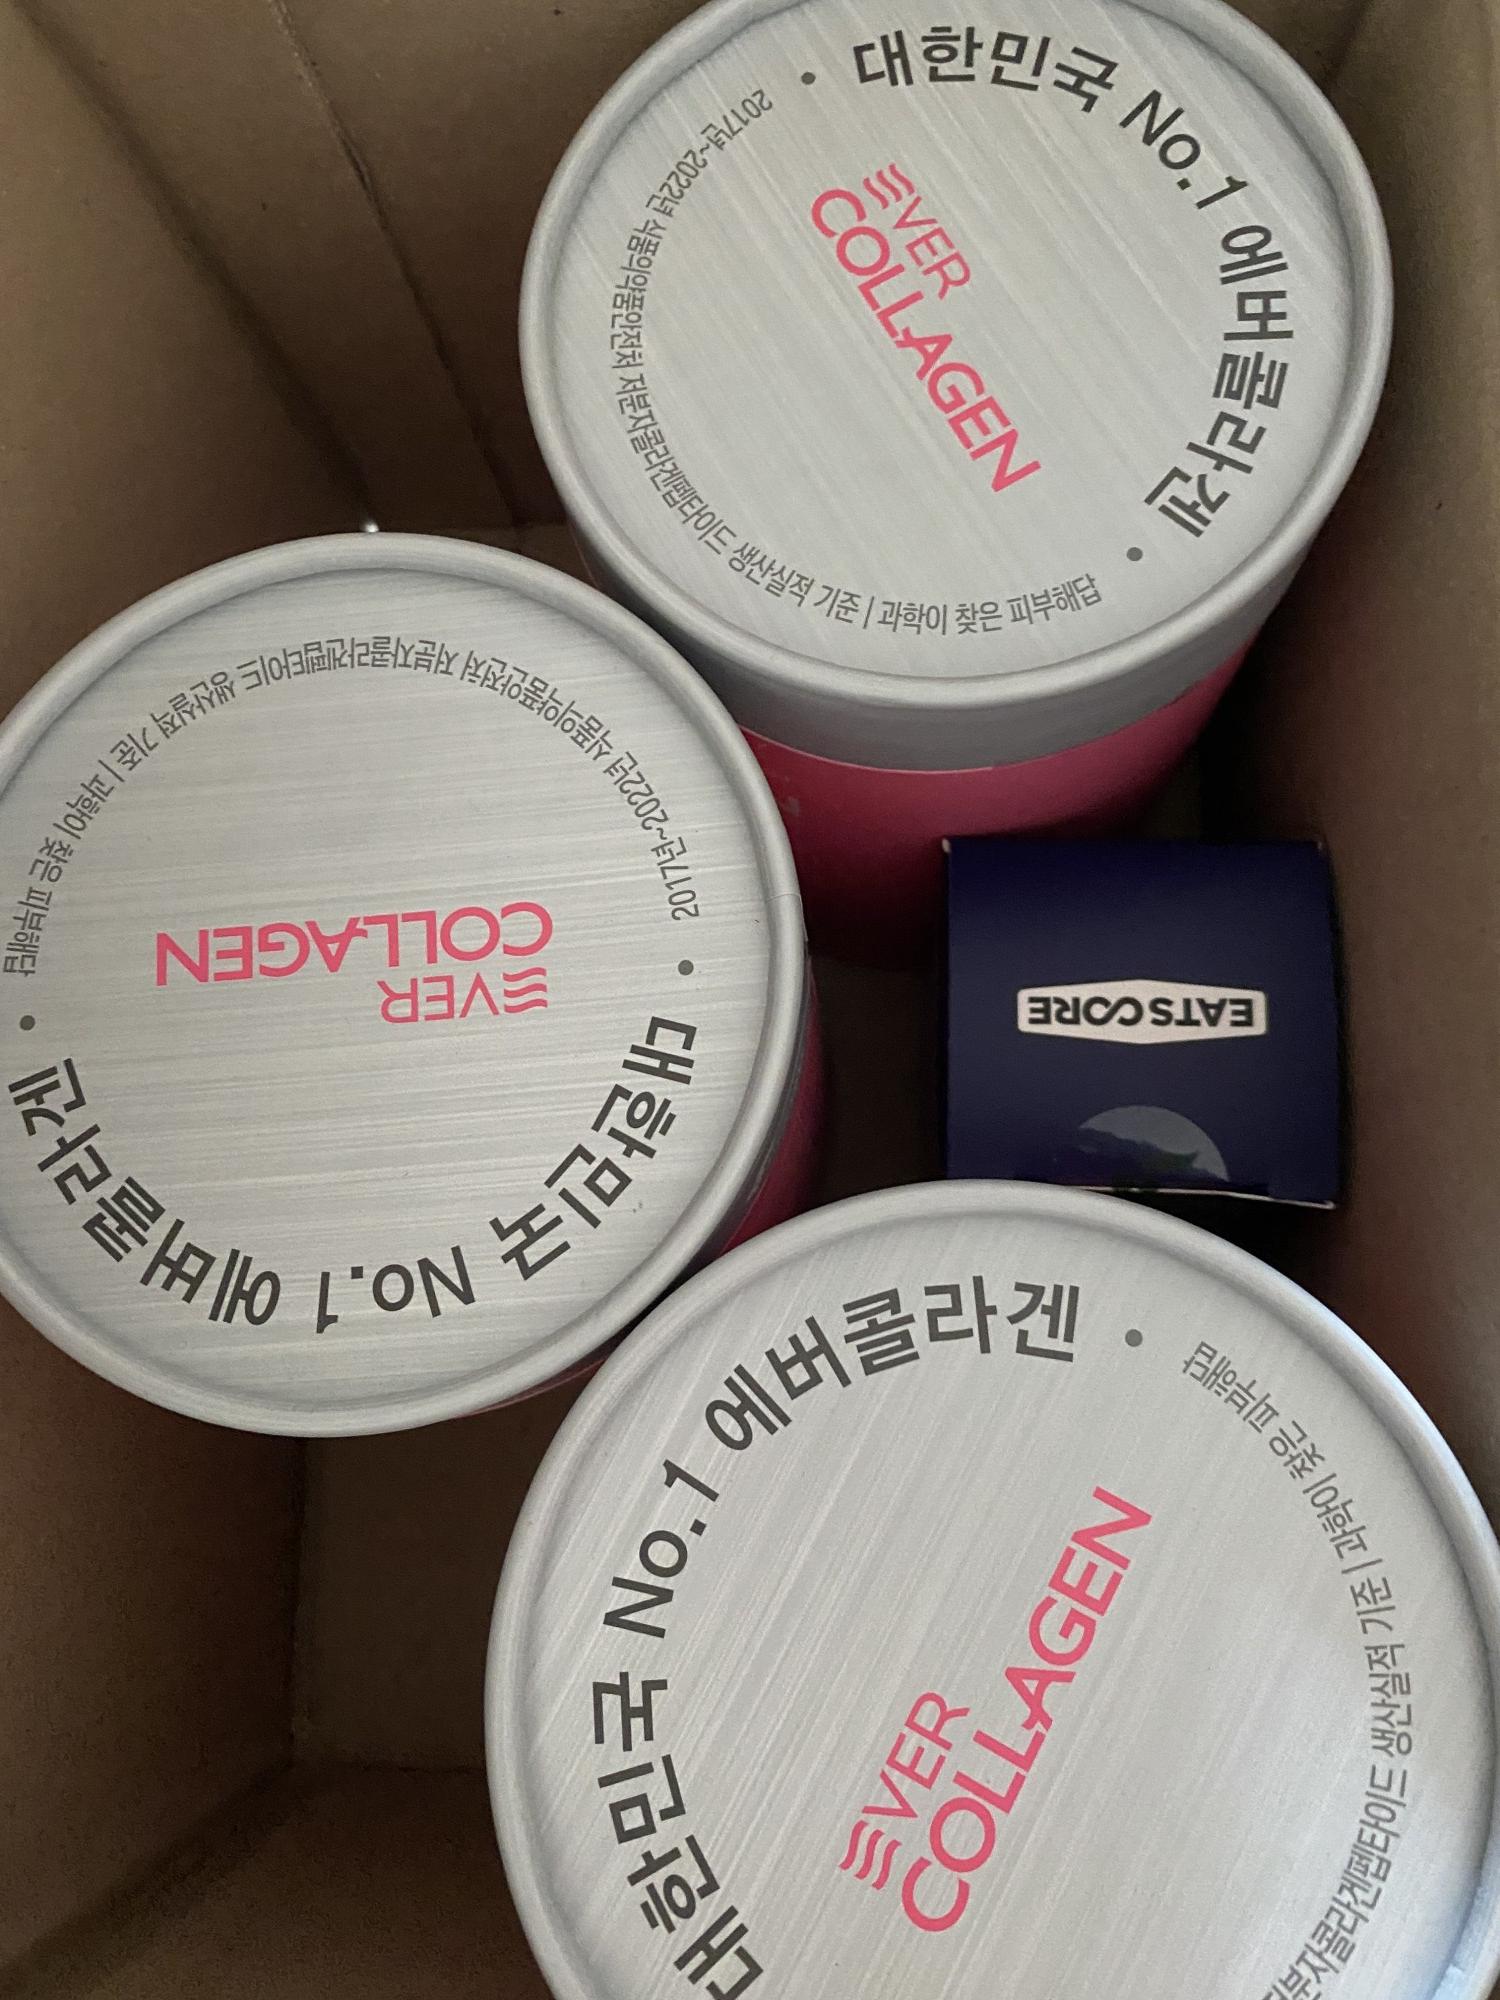 대한민국 No.1 에버콜라겐
2017년~2022년 식품의약품안전처 저분자콜라겐펩타이드 생산실적 기준 | 과학이 찾은 피부해답
EVER
COLLAGEN
2017년~2022년 식품의약품안전처 저분자콜라겐펩타이드 생산실적 기준 | 과학이 찾은 피부해답
EVER
COLLAGEN
대한민국 No.1 에버콜라겐
EATSCORE
대한민국 No.1 에버콜라겐
저분자콜라겐펩타이드 생산실적 기준 | 과학이 찾은 피부해답
EVER
COLLAGEN